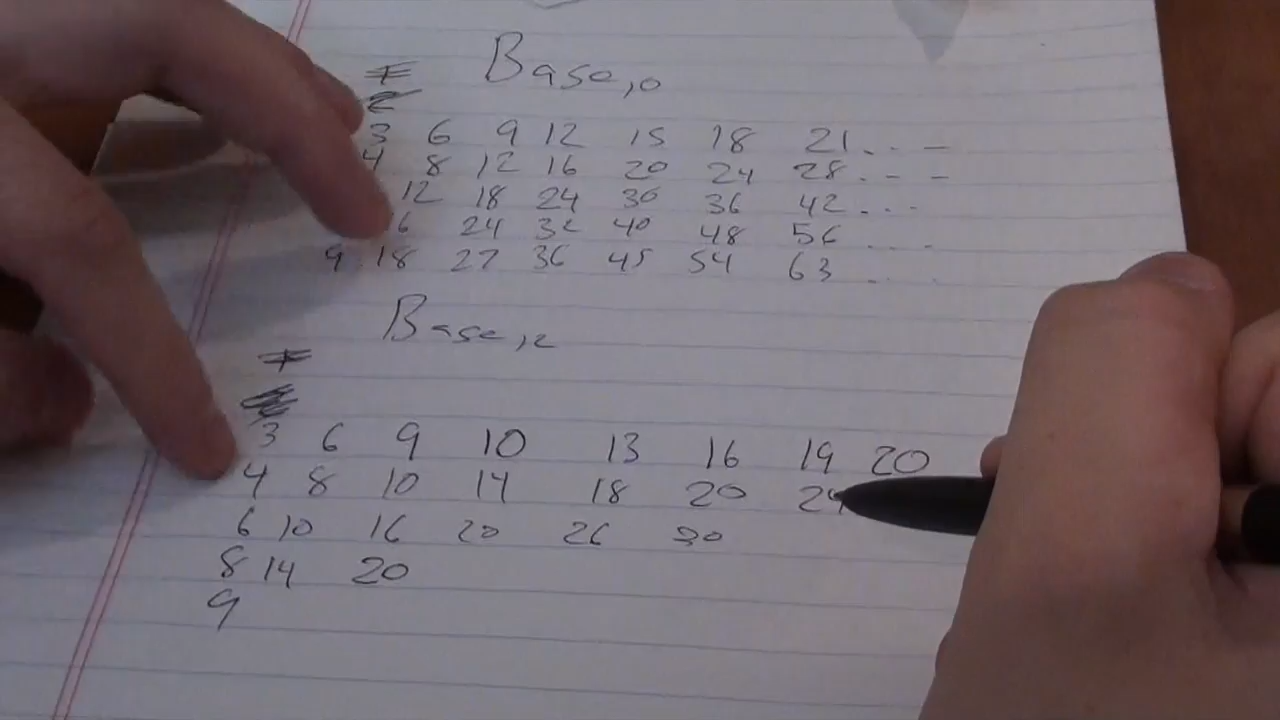 Base10
3 6 9 12 15 18 21 . . –
4 8 12 16 20 24 28 . – –
12 18 24 30 36 42 . . .
6 24 32 40 48 56 . . . .
9 18 27 36 45 54 63 . . .
Base12
3 6 9 10 13 16 19 20
4 8 10 14 18 20 24
6 10 16 20 26 30
8 14 20
9